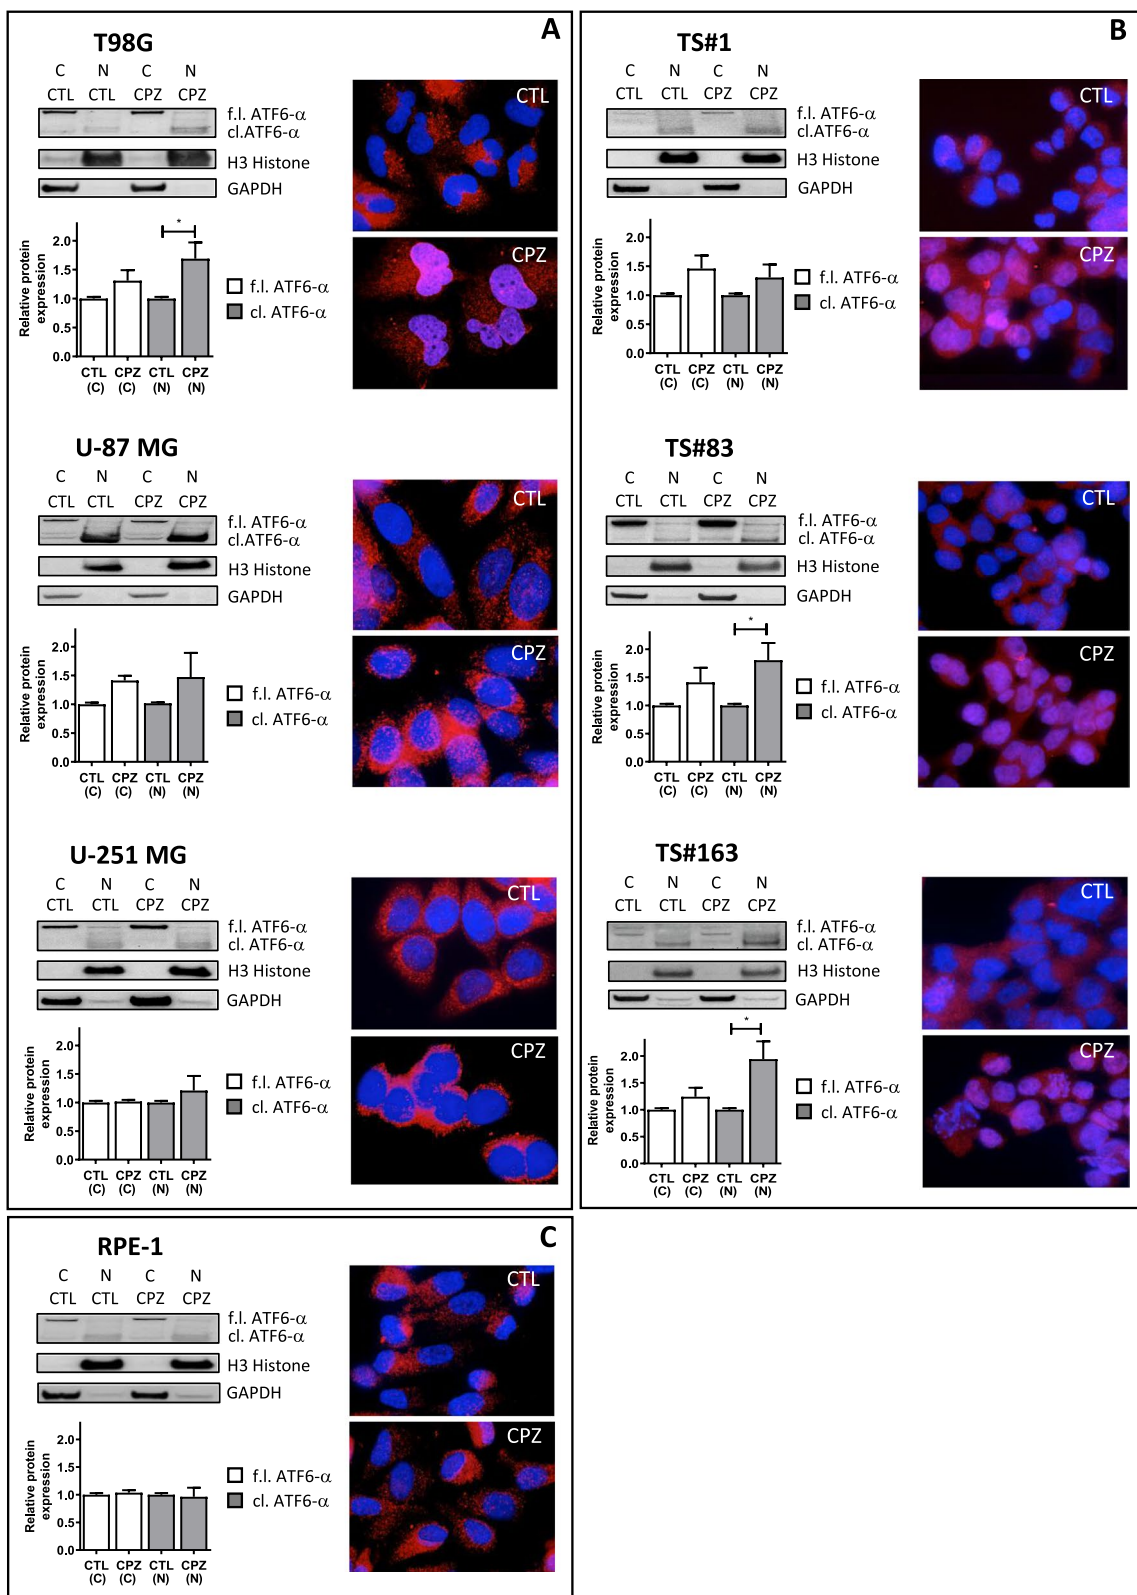 A
T98G
C N C N
CTL CTL CPZ CPZ
f.l. ATF6-α
cl.ATF6-α
H3 Histone
GAPDH
CTL
CPZ
Relative protein
expression
2.0
1.5
1.0
0.5
0.0
*
CTL CPZ CTL CPZ
(C) (C) (N) (N)
f.l. ATF6-α
cl. ATF6-α
U-87 MG
C N C N
CTL CTL CPZ CPZ
f.l. ATF6-α
cl.ATF6-α
H3 Histone
GAPDH
CTL
CPZ
Relative protein
expression
2.0
1.5
1.0
0.5
0.0
CTL CPZ CTL CPZ
(C) (C) (N) (N)
f.l. ATF6-α
cl. ATF6-α
U-251 MG
C N C N
CTL CTL CPZ CPZ
f.l. ATF6-α
cl. ATF6-α
H3 Histone
GAPDH
CTL
CPZ
Relative protein
expression
2.0
1.5
1.0
0.5
0.0
CTL CPZ CTL CPZ
(C) (C) (N) (N)
f.l. ATF6-α
cl. ATF6-α
B
TS#1
C N C N
CTL CTL CPZ CPZ
f.l. ATF6-α
cl.ATF6-α
H3 Histone
GAPDH
CTL
CPZ
Relative protein
expression
2.0
1.5
1.0
0.5
0.0
CTL CPZ CTL CPZ
(C) (C) (N) (N)
f.l. ATF6-α
cl. ATF6-α
TS#83
C N C N
CTL CTL CPZ CPZ
f.l. ATF6-α
cl. ATF6-α
H3 Histone
GAPDH
CTL
CPZ
Relative protein
expression
2.0
1.5
1.0
0.5
0.0
*
CTL CPZ CTL CPZ
(C) (C) (N) (N)
f.l. ATF6-α
cl. ATF6-α
TS#163
C N C N
CTL CTL CPZ CPZ
f.l. ATF6-α
cl. ATF6-α
H3 Histone
GAPDH
CTL
CPZ
Relative protein
expression
2.0
1.5
1.0
0.5
0.0
*
CTL CPZ CTL CPZ
(C) (C) (N) (N)
f.l. ATF6-α
cl. ATF6-α
C
RPE-1
C N C N
CTL CTL CPZ CPZ
f.l. ATF6-α
cl. ATF6-α
H3 Histone
GAPDH
CTL
CPZ
Relative protein
expression
2.0
1.5
1.0
0.5
0.0
CTL CPZ CTL CPZ
(C) (C) (N) (N)
f.l. ATF6-α
cl. ATF6-α